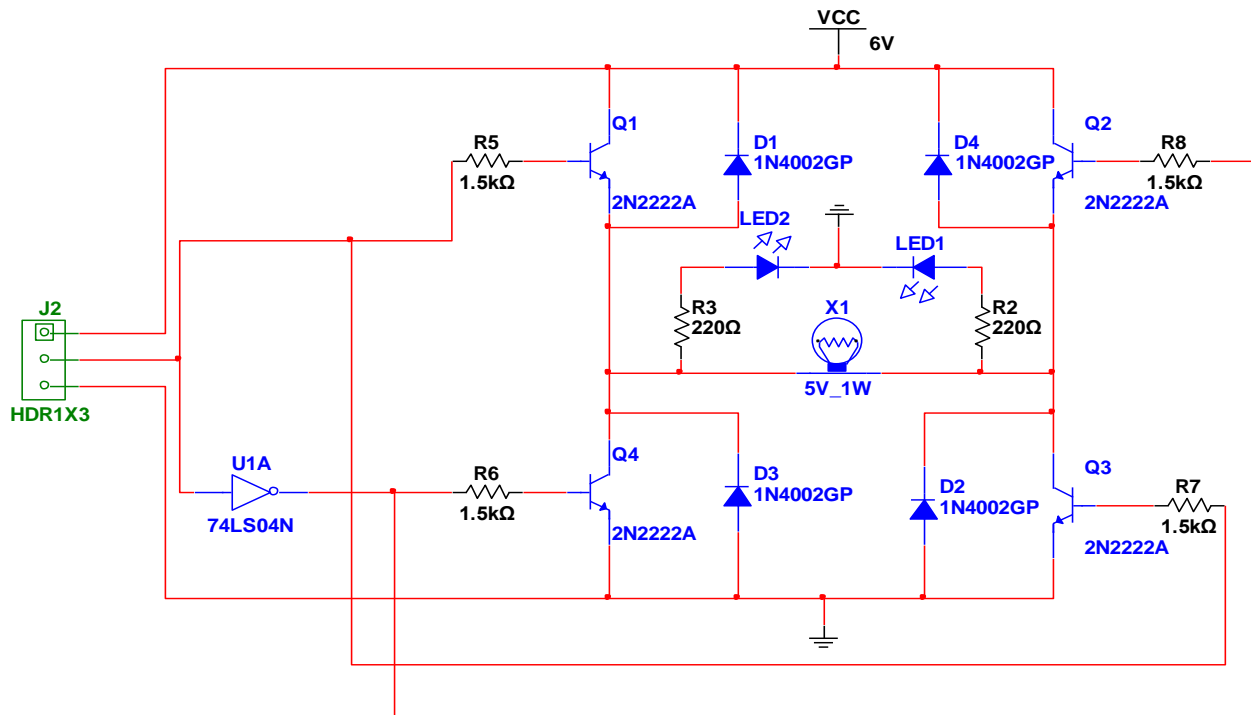 VCC
6V
Q1
Q2
R5
1.5kΩ
D1
1N4002GP
D4
1N4002GP
R8
1.5kΩ
2N2222A
2N2222A
LED2
LED1
J2
R3
220Ω
X1
R2
220Ω
5V_1W
HDR1X3
U1A
Q4
Q3
R6
1.5kΩ
D3
1N4002GP
D2
1N4002GP
R7
1.5kΩ
74LS04N
2N2222A
2N2222A